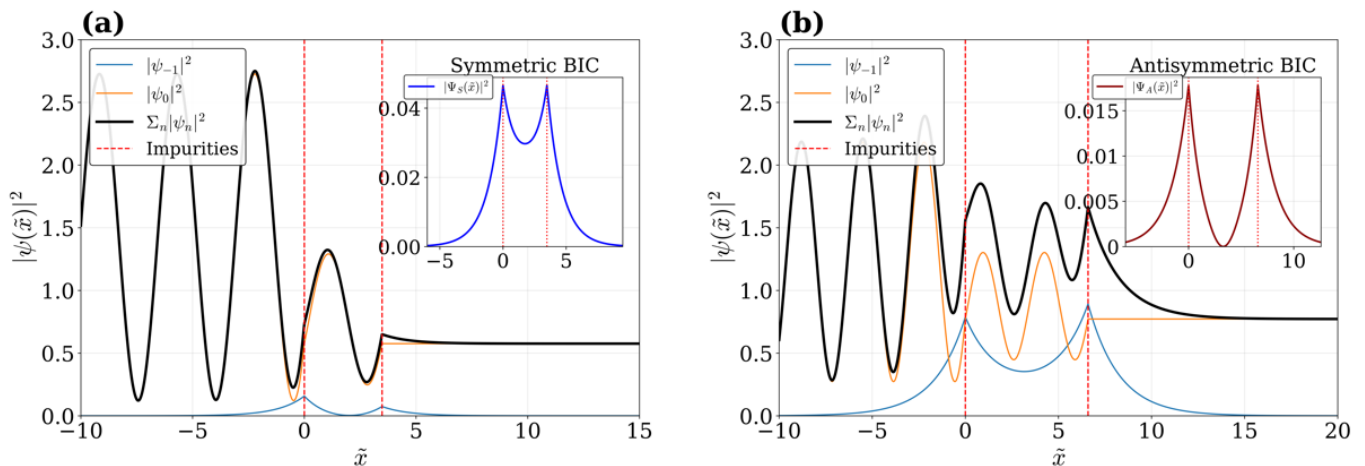 (a)
3.0
2.5
2.0
1.5
1.0
0.5
0.0
−10
−5
0
5
10
15
x̃
|ψ(x̃)|²
|ψ₋₁|²
|ψ₀|²
Σₙ|ψₙ|²
Impurities
Symmetric BIC
|Ψ_S(x̃)|²
0.04
0.02
0.00
−5
0
5
(b)
3.0
2.5
2.0
1.5
1.0
0.5
0.0
−10
−5
0
5
10
15
20
x̃
|ψ(x̃)|²
|ψ₋₁|²
|ψ₀|²
Σₙ|ψₙ|²
Impurities
Antisymmetric BIC
|Ψ_A(x̃)|²
0.015
0.01
0.005
0.000
0
10